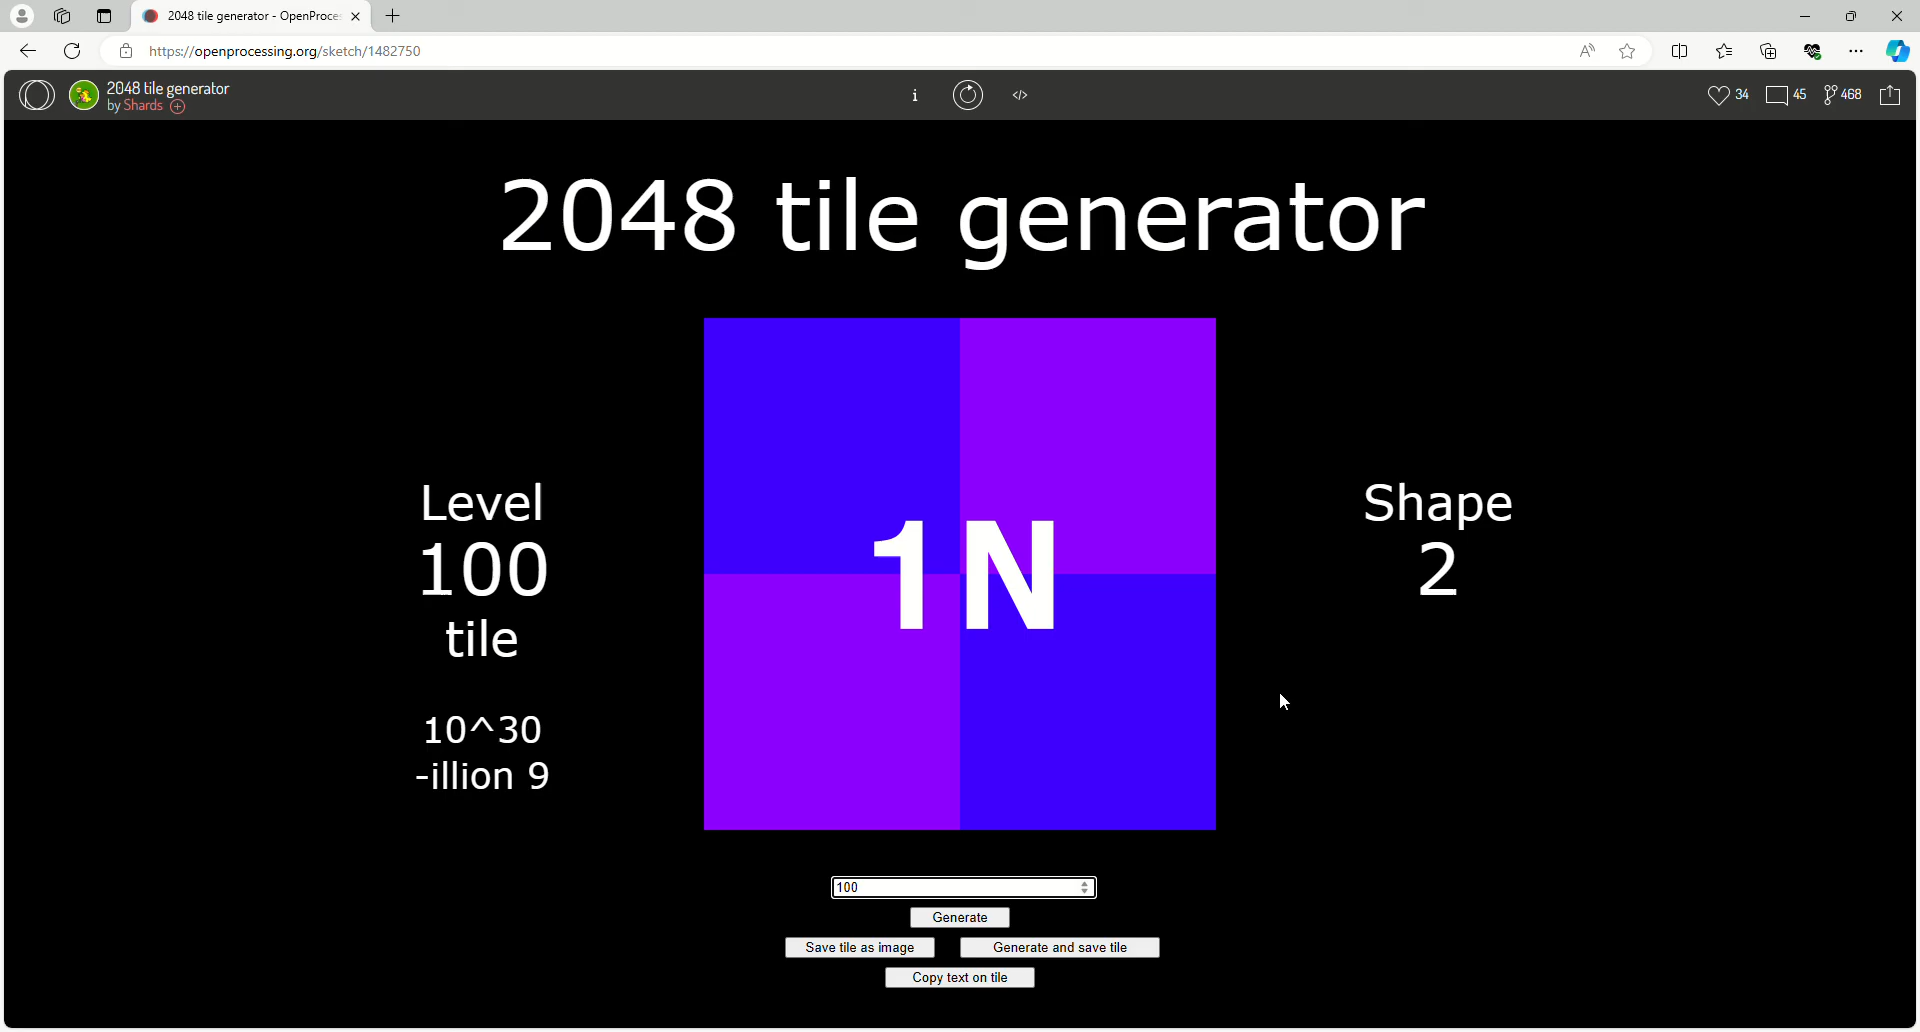 2048 tile generator - OpenProces
https://openprocessing.org/sketch/1482750
2048 tile generator
by Shards
34
45
468
2048 tile generator
1N
Level
100
tile
10^30
-illion 9
Shape
2
100
Generate
Save tile as image
Generate and save tile
Copy text on tile